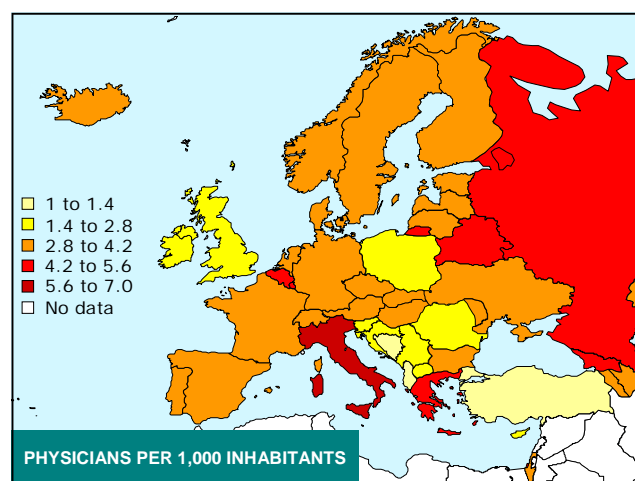 1 to 1.4
1.4 to 2.8
2.8 to 4.2
4.2 to 5.6
5.6 to 7.0
No data
PHYSICIANS PER 1,000 INHABITANTS